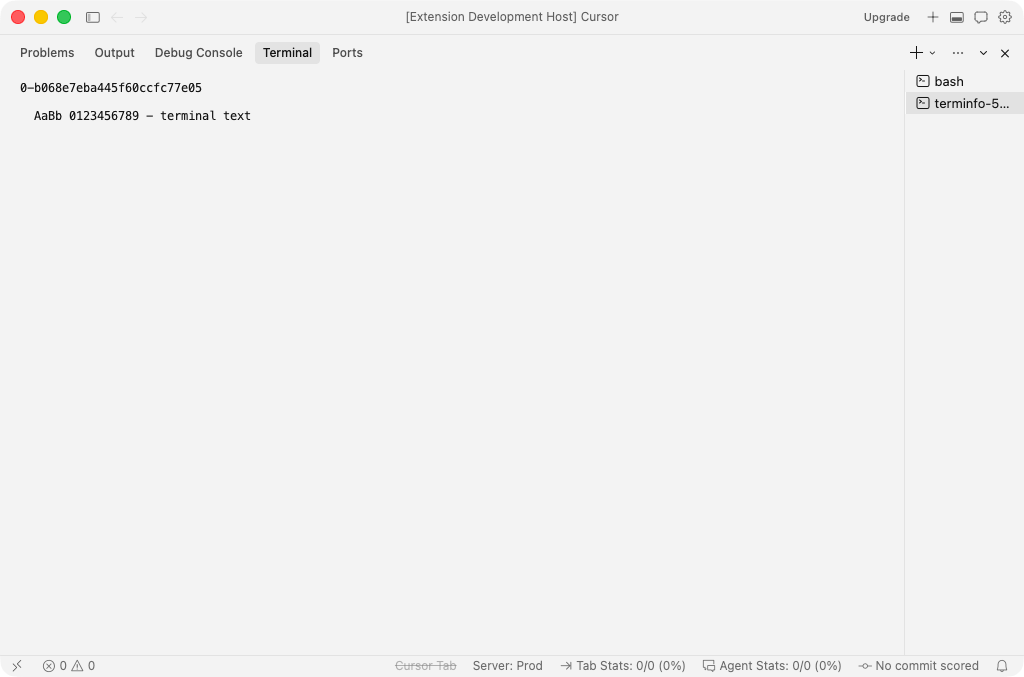 [Extension Development Host] Cursor
Upgrade
Problems Output Debug Console Terminal Ports
0-b068e7eba445f60ccfc77e05
AaBb 0123456789 - terminal text
bash
terminfo-5...
0 0
Cursor Tab Server: Prod Tab Stats: 0/0 (0%) Agent Stats: 0/0 (0%) No commit scored